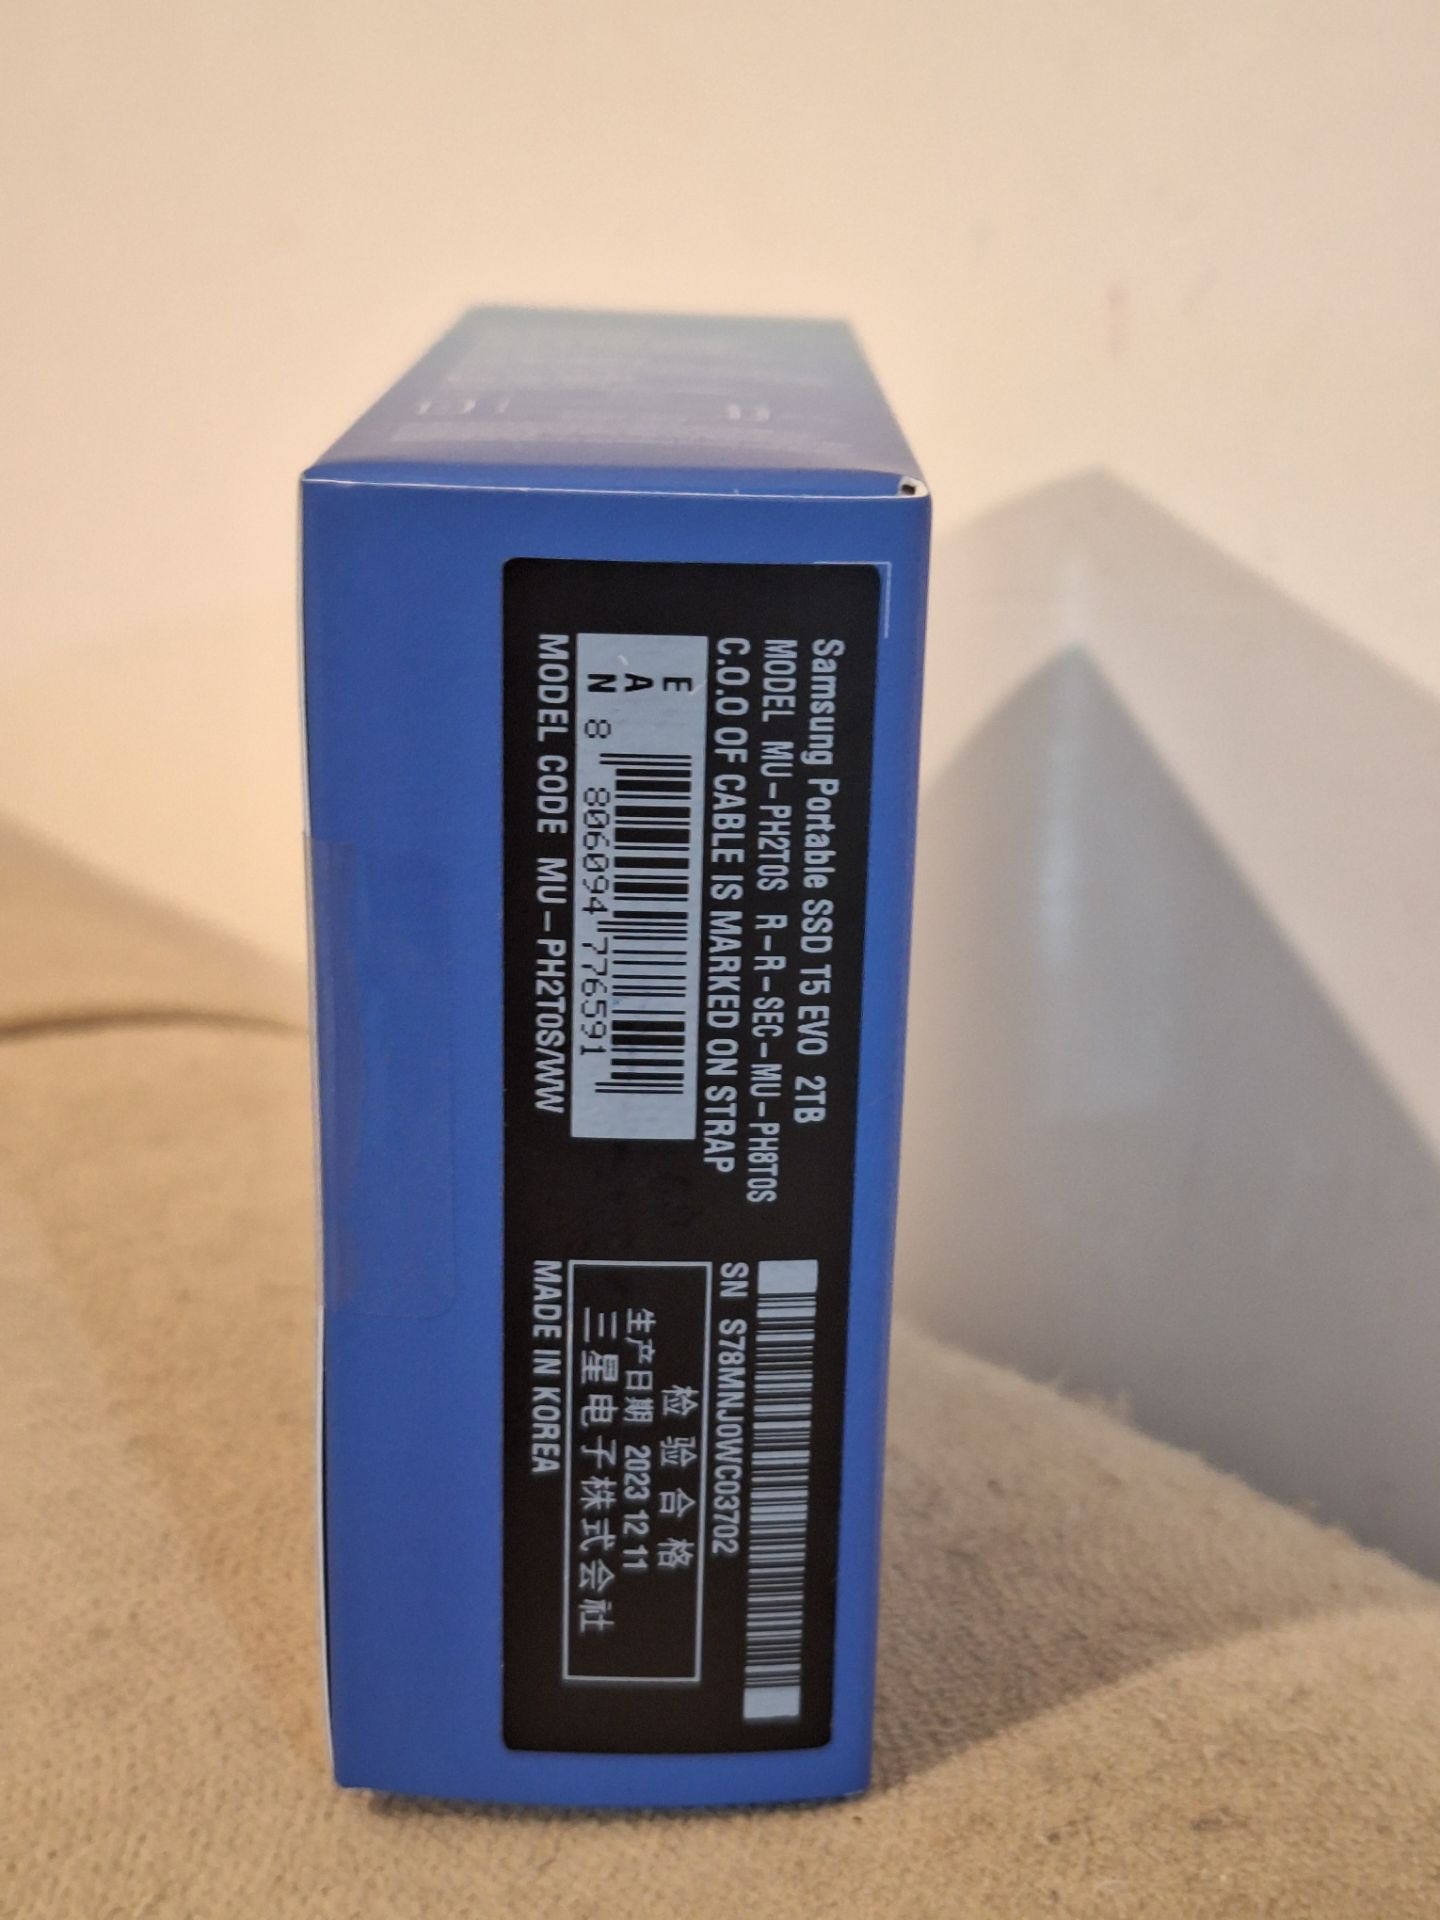 Samsung Portable SSD T5 EVO 2TB
MODEL MU-PH2T0S R-R-SEC-MU-PH8T0S
C.O.O OF CABLE IS MARKED ON STRAP
E
A
N
8 806094 776591
MODEL CODE MU-PH2T0S/WW
SN S78MNJ0WC03702
检验合格
生产日期 2023 12 11
三星电子株式会社
MADE IN KOREA